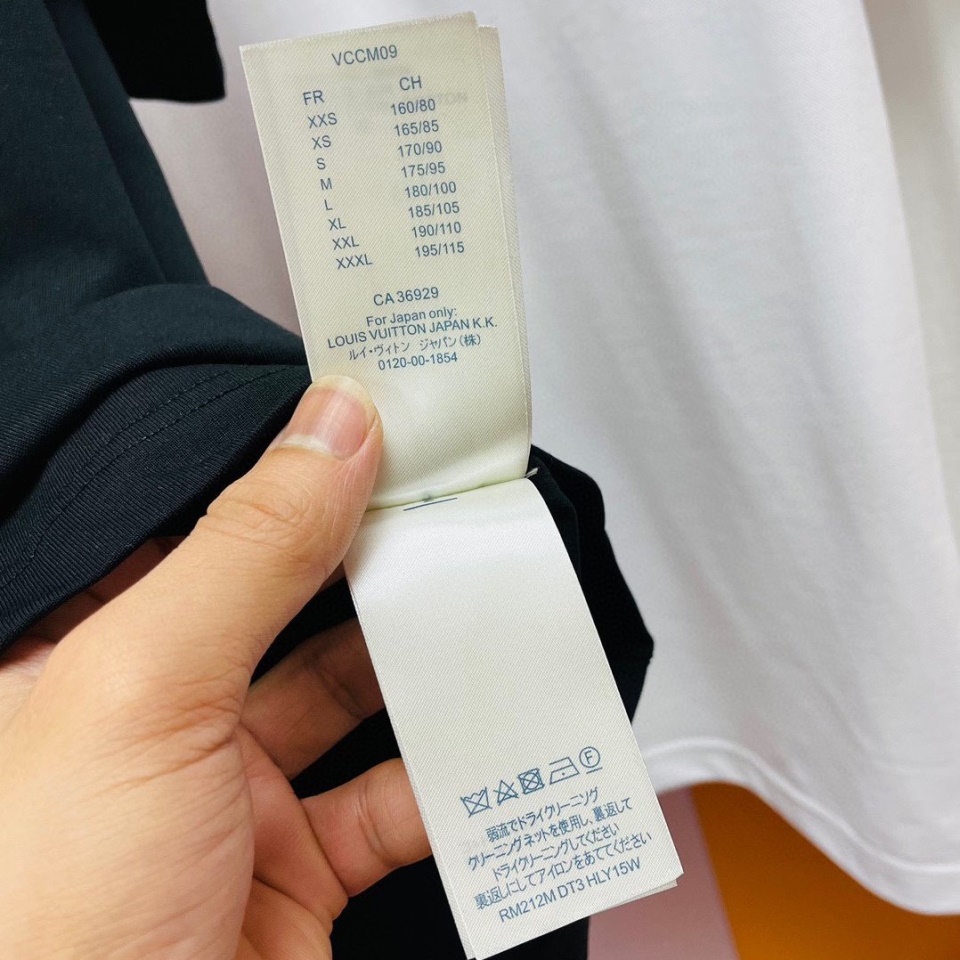 VCCM09
FR CH
XXS 160/80
XS 165/85
S 170/90
M 175/95
L 180/100
XL 185/105
XXL 190/110
XXXL 195/115
CA 36929
For Japan only:
LOUIS VUITTON JAPAN K.K.
ルイ・ヴィトン ジャパン(株)
0120-00-1854
F
弱流でドライクリーニング
クリーニングネットを使用し、裏返して
ドライクリーニングしてください
裏返しにしてアイロンをあててください
RM212M DT3 HLY15W